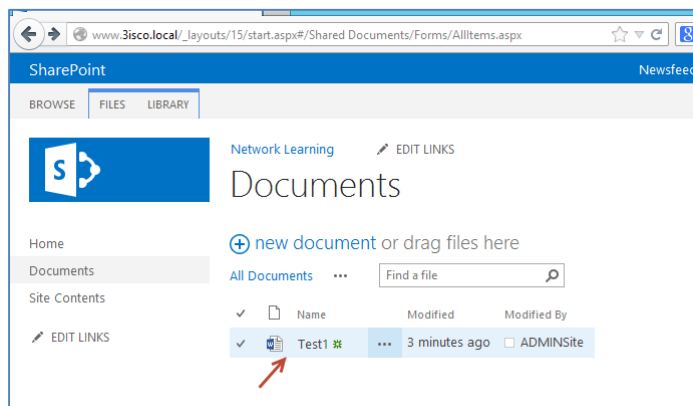 www.3isco.local/_layouts/15/start.aspx#/Shared Documents/Forms/AllItems.aspx
SharePoint Newsfeed
BROWSE FILES LIBRARY
S
Network Learning EDIT LINKS
Documents
new document or drag files here
Home
Documents
Site Contents
EDIT LINKS
All Documents ... Find a file
Name Modified Modified By
Test1 ... 3 minutes ago ADMINSite